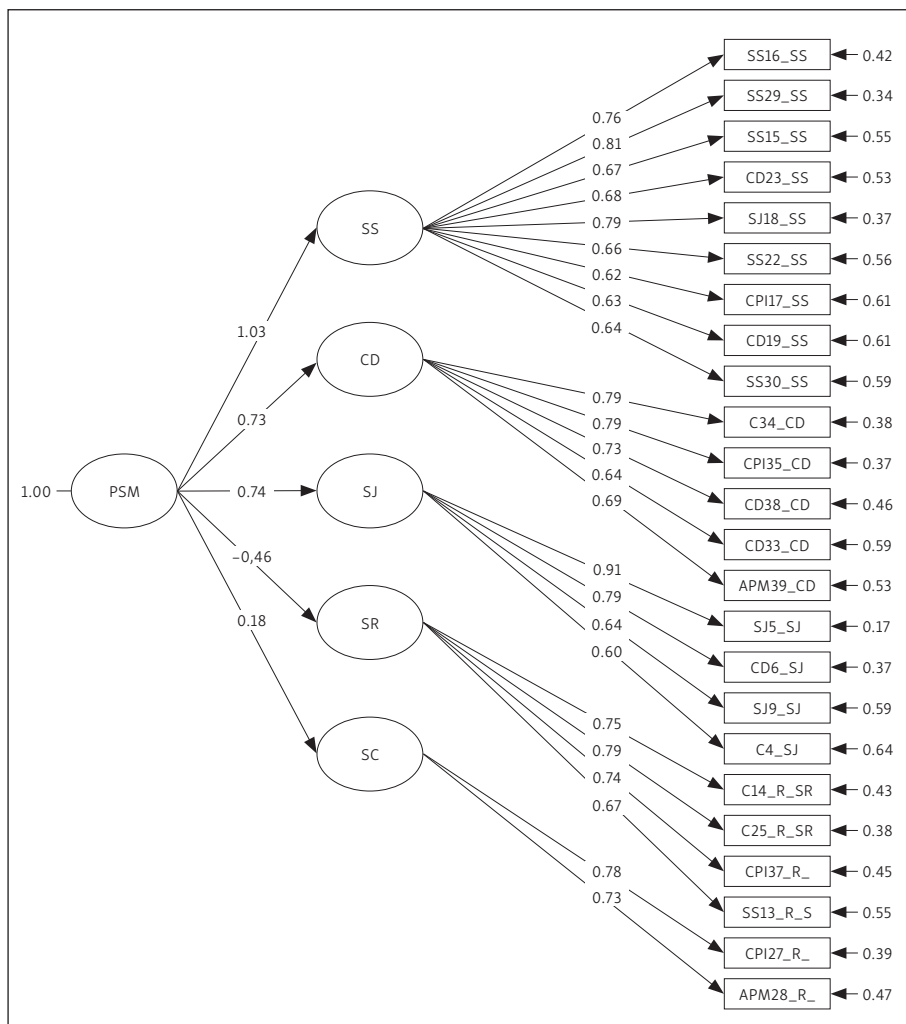 SS16_SS 0.42
SS29_SS 0.34
0.76
SS15_SS 0.55
0.81
0.67
CD23_SS 0.53
0.68
SJ18_SS 0.37
0.79
SS
0.66
SS22_SS 0.56
0.62
CPI17_SS 0.61
0.63
1.03
0.64
CD19_SS 0.61
CD
SS30_SS 0.59
0.79
0.73
C34_CD 0.38
0.79
0.73
CPI35_CD 0.37
0.64
1.00 PSM 0.74 SJ
0.69
CD38_CD 0.46
CD33_CD 0.59
−0,46
0.91
APM39_CD 0.53
0.79
0.18
SR
0.64
SJ5_SJ 0.17
0.60
CD6_SJ 0.37
SJ9_SJ 0.59
0.75
SC
C4_SJ 0.64
0.79
0.74
C14_R_SR 0.43
0.67
C25_R_SR 0.38
0.78
CPI37_R_ 0.45
0.73
SS13_R_S 0.55
CPI27_R_ 0.39
APM28_R_ 0.47